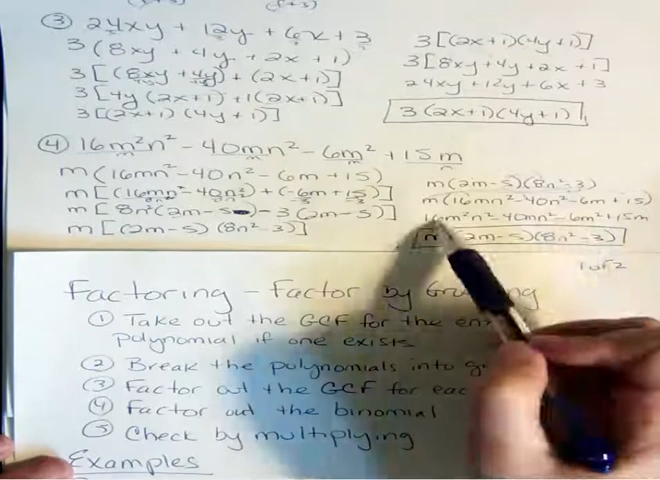 ③ 24xy + 12y + 6x + 3
3 (8xy + 4y + 2x + 1)
3 [(8xy + 4y) + (2x + 1)]
3 [4y (2x+1) + 1(2x+1)]
3 [(2x+1) (4y+1)]
3 [(2x+1)(4y+1)]
3 [8xy + 4y + 2x + 1]
24xy + 12y + 6x + 3
3 (2x+1)(4y+1)
④ 16m²n² - 40mn² - 6m² + 15m
m (16mn² - 40n² - 6m + 15)
m [(16mn² - 40n²) + (-6m + 15)]
m [8n²(2m - 5) - 3 (2m - 5)]
m [(2m - 5) (8n² - 3)]
m (2m - 5)(8n² - 3)
m (16mn² - 40n² - 6m + 15)
16m²n² - 40mn² - 6m² + 15m
m (2m - 5)(8n² - 3)
1 of 2
Factoring - Factor by Grouping
① Take out the GCF for the
polynomial if one exists
② Break the polynomials into
③ Factor out the GCF for
④ Factor out the binomial
⑤ Check by multiplying
Examples